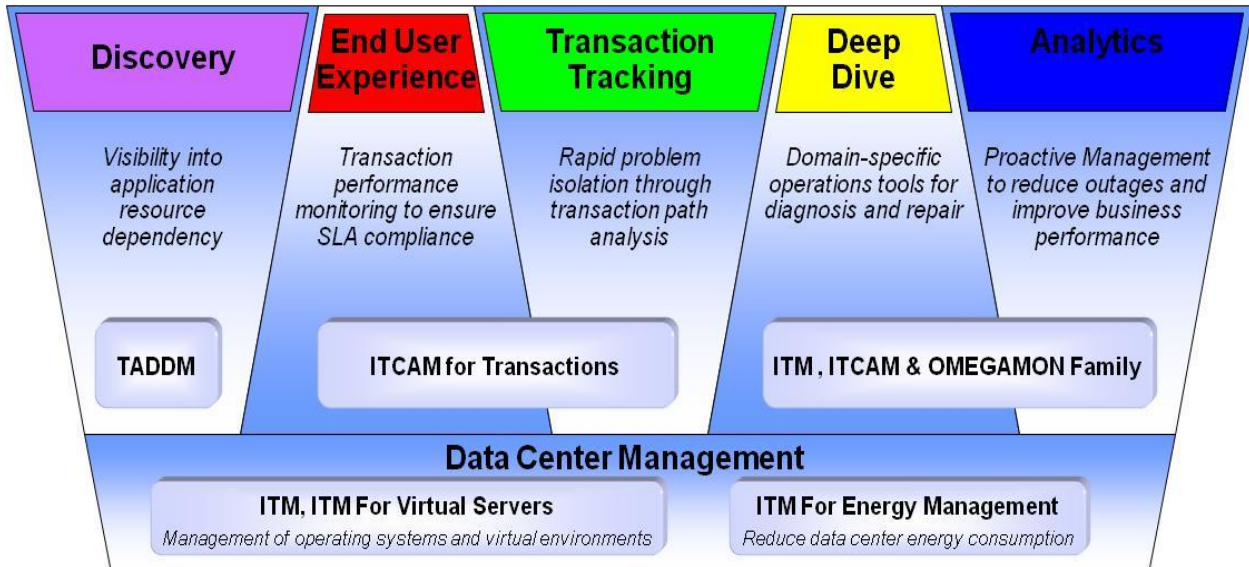 Discovery
End User
Experience
Transaction
Tracking
Deep
Dive
Analytics
Visibility into
application
resource
dependency
Transaction
performance
monitoring to ensure
SLA compliance
Rapid problem
isolation through
transaction path
analysis
Domain-specific
operations tools for
diagnosis and repair
Proactive Management
to reduce outages and
improve business
performance
TADDM
ITCAM for Transactions
ITM , ITCAM & OMEGAMON Family
Data Center Management
ITM, ITM For Virtual Servers
Management of operating systems and virtual environments
ITM For Energy Management
Reduce data center energy consumption